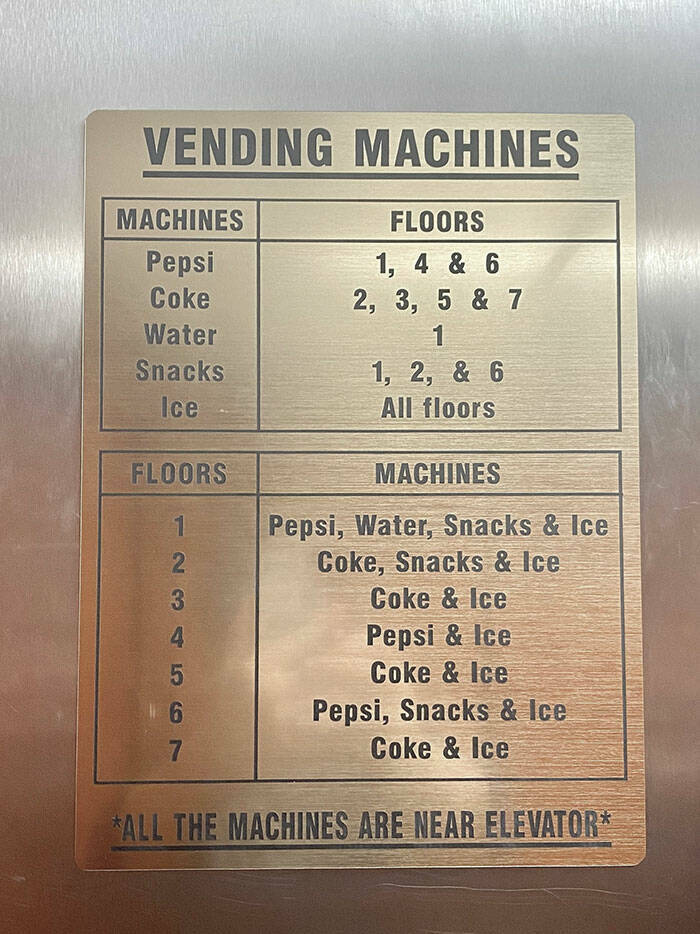 VENDING MACHINES
MACHINES FLOORS
Pepsi 1, 4 & 6
Coke 2, 3, 5 & 7
Water 1
Snacks 1, 2, & 6
Ice All floors
FLOORS MACHINES
1 Pepsi, Water, Snacks & Ice
2 Coke, Snacks & Ice
3 Coke & Ice
4 Pepsi & Ice
5 Coke & Ice
6 Pepsi, Snacks & Ice
7 Coke & Ice
*ALL THE MACHINES ARE NEAR ELEVATOR*